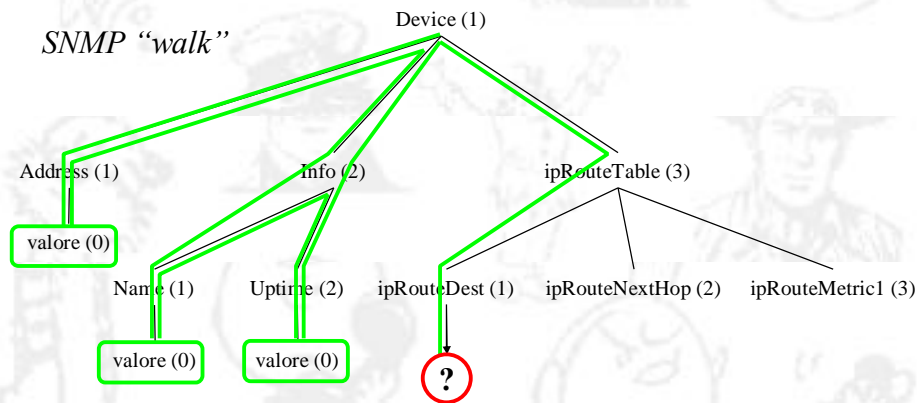 Device (1)
SNMP “walk”
Address (1)
Info (2)
ipRouteTable (3)
valore (0)
Name (1)
Uptime (2)
ipRouteDest (1)
ipRouteNextHop (2)
ipRouteMetric1 (3)
valore (0)
valore (0)
?